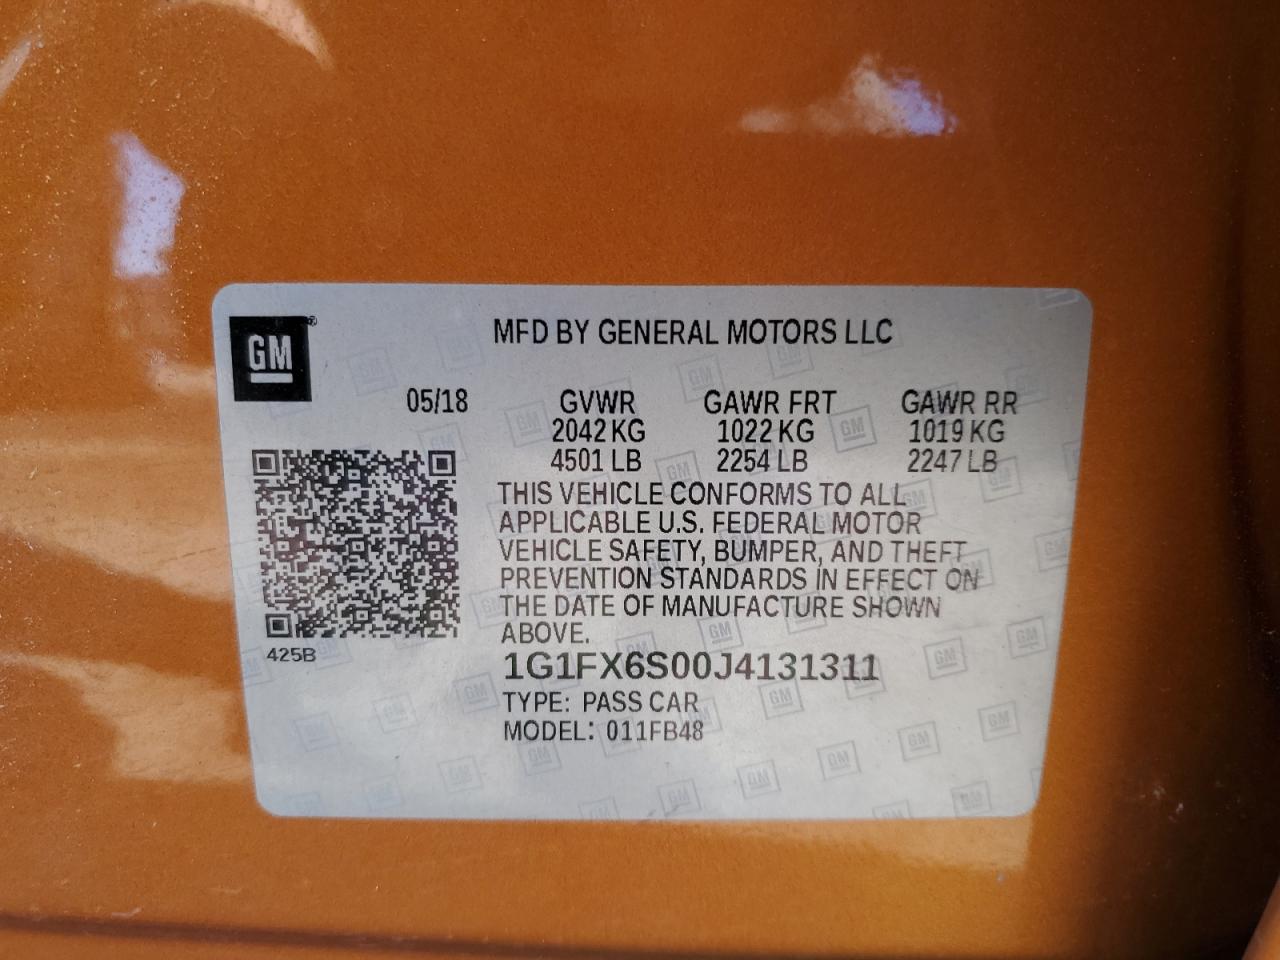 GM®
MFD BY GENERAL MOTORS LLC
05/18 GVWR GAWR FRT GAWR RR
2042 KG 1022 KG 1019 KG
4501 LB 2254 LB 2247 LB
THIS VEHICLE CONFORMS TO ALL
APPLICABLE U.S. FEDERAL MOTOR
VEHICLE SAFETY, BUMPER, AND THEFT
PREVENTION STANDARDS IN EFFECT ON
THE DATE OF MANUFACTURE SHOWN
ABOVE.
425B
1G1FX6S00J4131311
TYPE: PASS CAR
MODEL: 011FB48